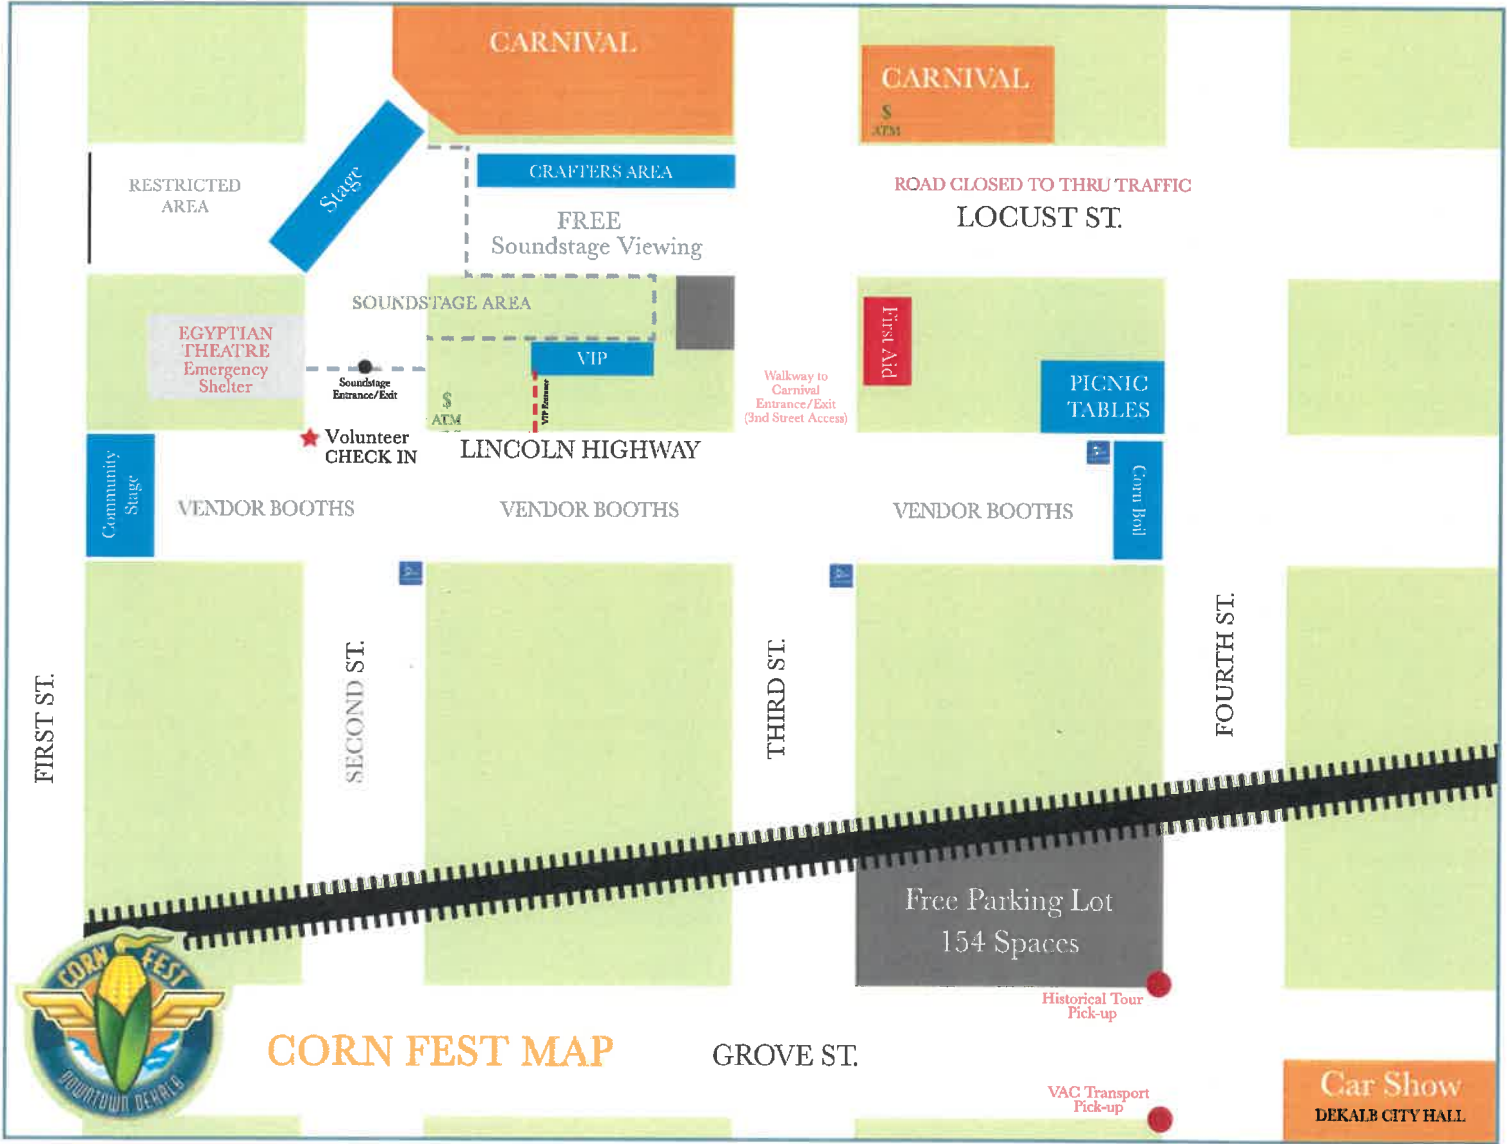 CARNIVAL
CARNIVAL
$
ATM
RESTRICTED
AREA
Stage
CRAFTERS AREA
FREE
Soundstage Viewing
ROAD CLOSED TO THRU TRAFFIC
LOCUST ST.
SOUNDSTAGE AREA
EGYPTIAN
THEATRE
Emergency
Shelter
Soundstage
Entrance/Exit
VIP
VIP Entrance
$
ATM
First Aid
Walkway to
Carnival
Entrance/Exit
(3nd Street Access)
PICNIC
TABLES
Volunteer
CHECK IN
LINCOLN HIGHWAY
Community
Stage
VENDOR BOOTHS
VENDOR BOOTHS
VENDOR BOOTHS
Corn Boil
FIRST ST.
SECOND ST.
THIRD ST.
FOURTH ST.
Free Parking Lot
154 Spaces
Historical Tour
Pick-up
CORN FEST
DOWNTOWN DEKALB
CORN FEST MAP
GROVE ST.
VAC Transport
Pick-up
Car Show
DEKALB CITY HALL